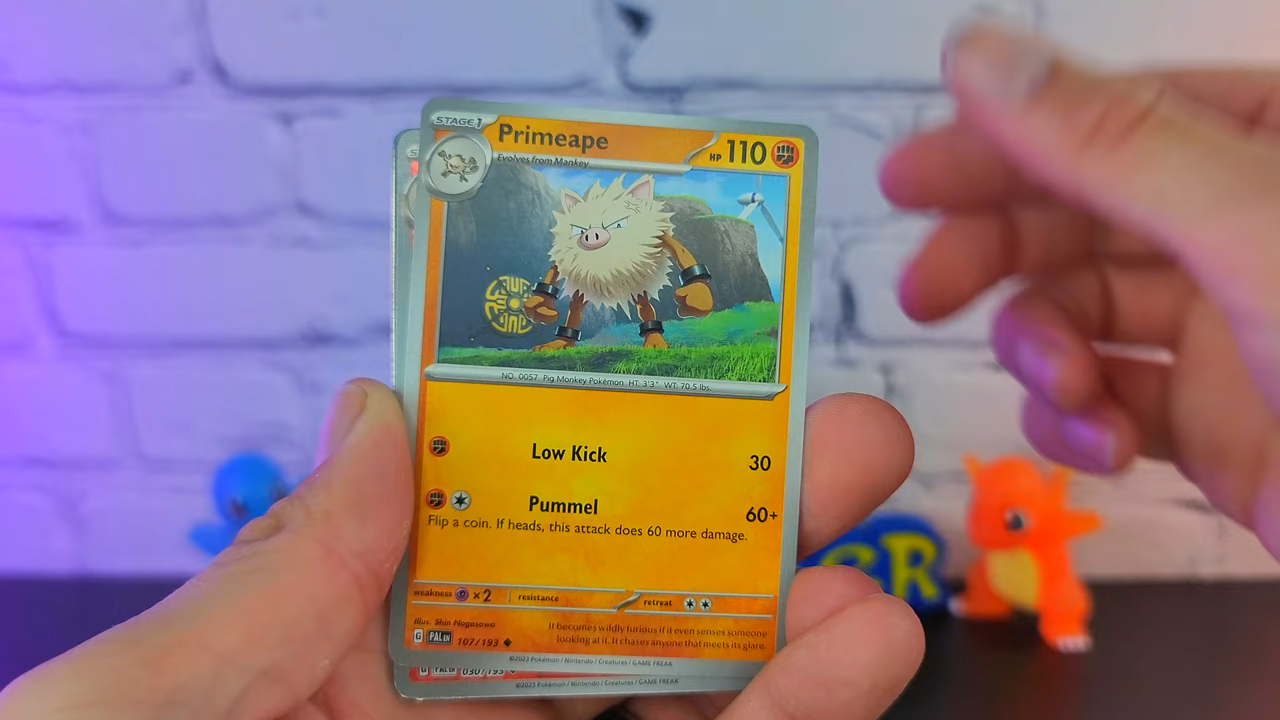 STAGE 1
Primeape
HP 110
Evolves from Mankey
NO. 0057 Pig Monkey Pokémon HT: 3'3" WT: 70.5 lbs.
Low Kick 30
Pummel 60+
Flip a coin. If heads, this attack does 60 more damage.
weakness ×2 resistance retreat
Illus. Shin Nagasawa
It becomes wildly furious if it even senses someone
looking at it. It chases anyone that meets its glare.
G PAL EN 107/193
©2023 Pokémon / Nintendo / Creatures / GAME FREAK
G PAL EN 030/193
©2023 Pokémon / Nintendo / Creatures / GAME FREAK